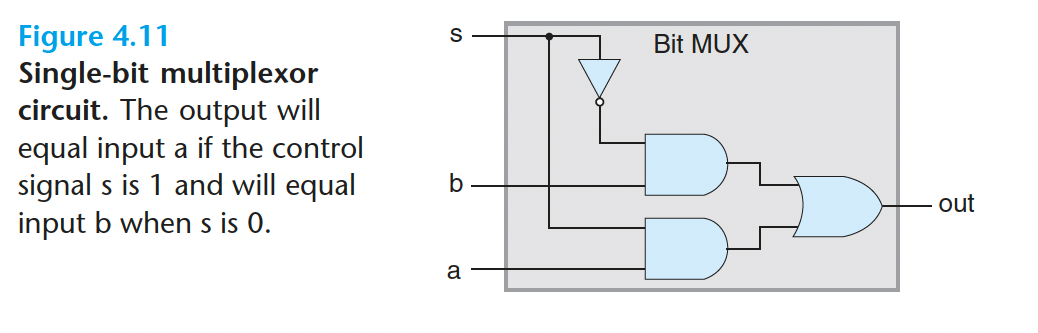 Figure 4.11
Single-bit multiplexor
circuit. The output will
equal input a if the control
signal s is 1 and will equal
input b when s is 0.
s
Bit MUX
b
out
a